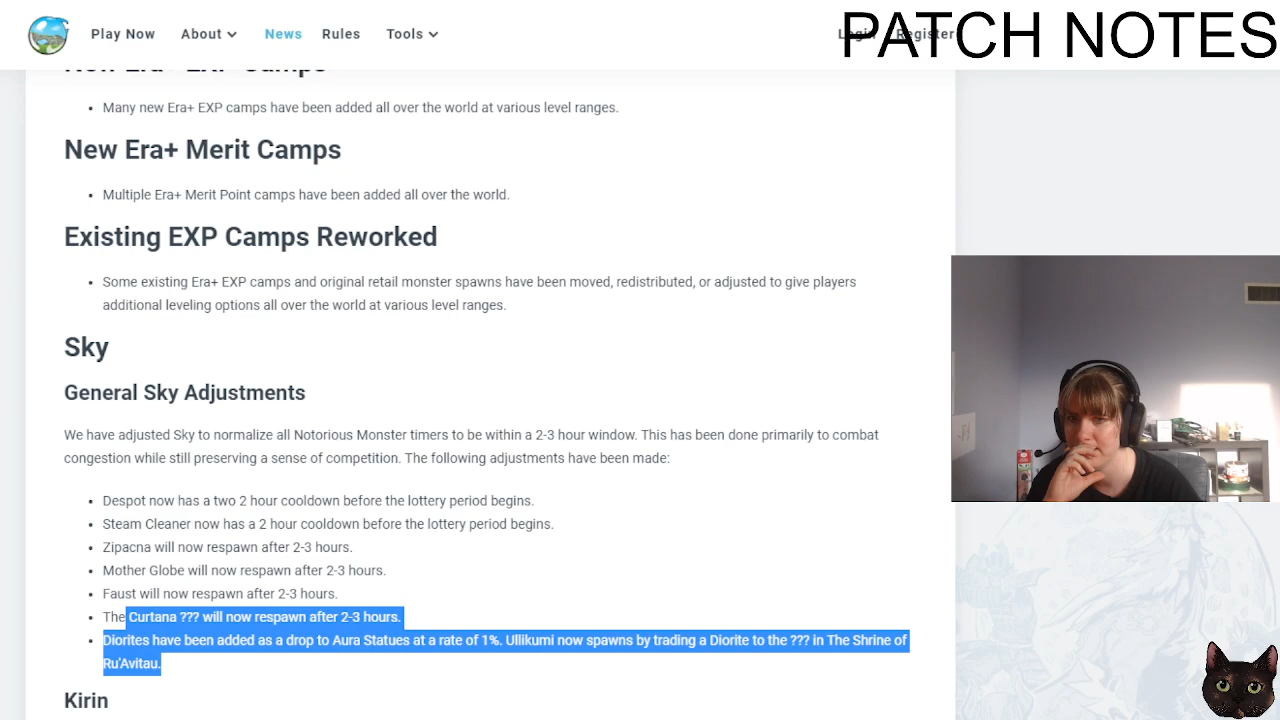 Play Now
About
News
Rules
Tools
Login
Register
PATCH NOTES
Non-Era+ EXP Camps
Many new Era+ EXP camps have been added all over the world at various level ranges.
New Era+ Merit Camps
Multiple Era+ Merit Point camps have been added all over the world.
Existing EXP Camps Reworked
Some existing Era+ EXP camps and original retail monster spawns have been moved, redistributed, or adjusted to give players
additional leveling options all over the world at various level ranges.
Sky
General Sky Adjustments
We have adjusted Sky to normalize all Notorious Monster timers to be within a 2-3 hour window. This has been done primarily to combat
congestion while still preserving a sense of competition. The following adjustments have been made:
Despot now has a two 2 hour cooldown before the lottery period begins.
Steam Cleaner now has a 2 hour cooldown before the lottery period begins.
Zipacna will now respawn after 2-3 hours.
Mother Globe will now respawn after 2-3 hours.
Faust will now respawn after 2-3 hours.
The Curtana ??? will now respawn after 2-3 hours.
Diorites have been added as a drop to Aura Statues at a rate of 1%. Ullikumi now spawns by trading a Diorite to the ??? in The Shrine of
Ru'Avitau.
Kirin